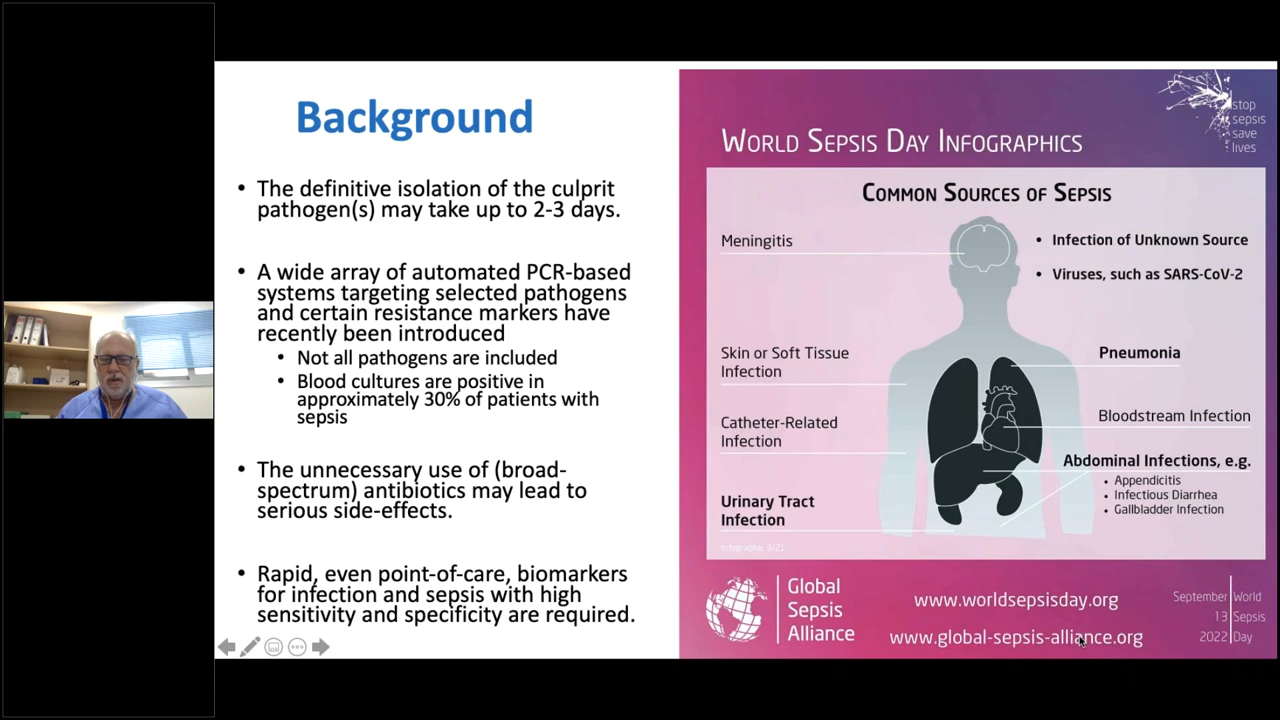 Background
• The definitive isolation of the culprit
pathogen(s) may take up to 2-3 days.
• A wide array of automated PCR-based
systems targeting selected pathogens
and certain resistance markers have
recently been introduced
• Not all pathogens are included
• Blood cultures are positive in
approximately 30% of patients with
sepsis
• The unnecessary use of (broad-
spectrum) antibiotics may lead to
serious side-effects.
• Rapid, even point-of-care, biomarkers
for infection and sepsis with high
sensitivity and specificity are required.
stop
sepsis
save
lives
World Sepsis Day Infographics
Common Sources of Sepsis
Meningitis
• Infection of Unknown Source
• Viruses, such as SARS-CoV-2
Skin or Soft Tissue
Infection
Pneumonia
Catheter-Related
Infection
Bloodstream Infection
Abdominal Infections, e.g.
• Appendicitis
• Infectious Diarrhea
• Gallbladder Infection
Urinary Tract
Infection
Infographic, 3/21
Global
Sepsis
Alliance
www.worldsepsisday.org
www.global-sepsis-alliance.org
September World
13 Sepsis
2022 Day